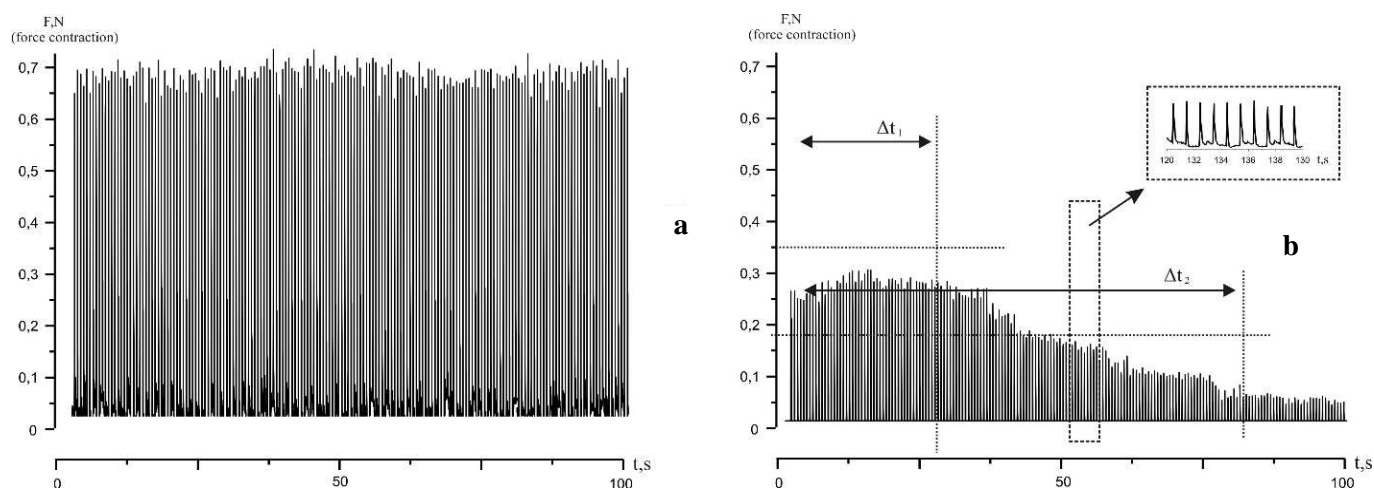 F,N
(force contraction)
0,7
0,6
0,5
0,4
0,3
0,2
0,1
0
t,s
0 50 100
a
F,N
(force contraction)
0,7
0,6
0,5
0,4
0,3
0,2
0,1
0
Δt₁
Δt₂
120 132 134 136 138 130 t,s
b
t,s
0 50 100